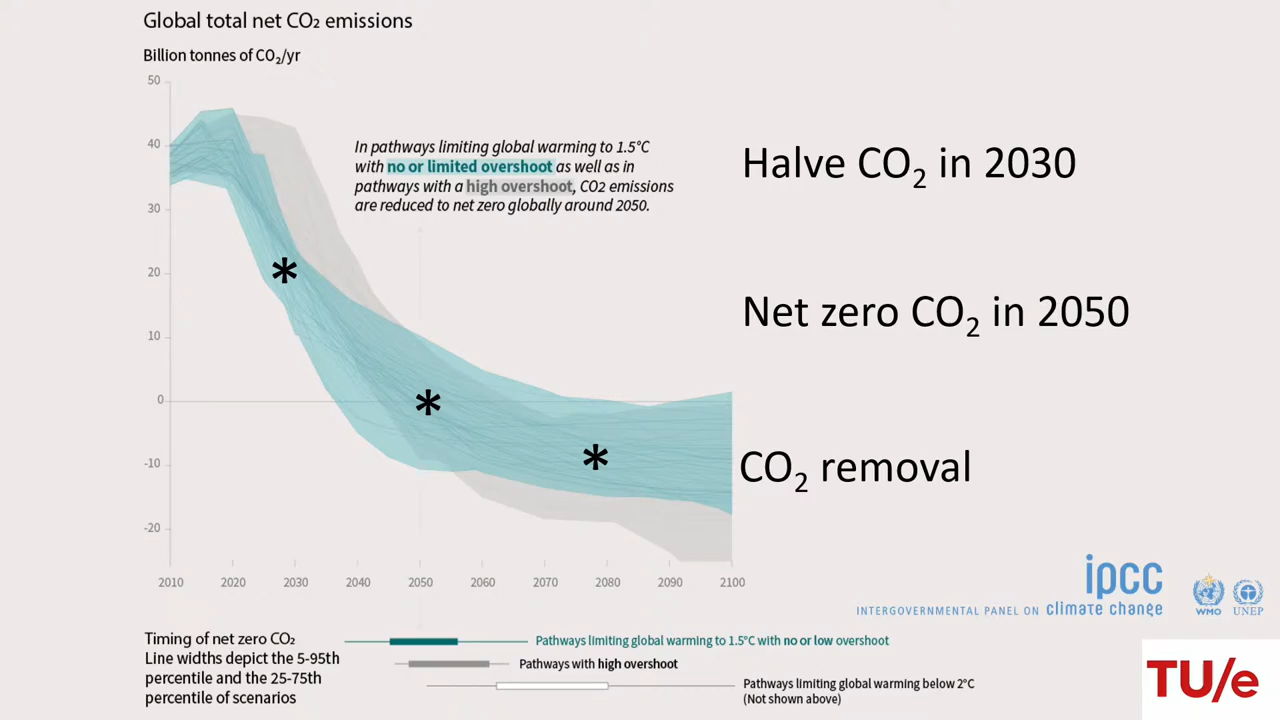 Global total net CO₂ emissions
Billion tonnes of CO₂/yr
50
40
30
20
10
0
-10
-20
2010 2020 2030 2040 2050 2060 2070 2080 2090 2100
In pathways limiting global warming to 1.5°C
with no or limited overshoot as well as in
pathways with a high overshoot, CO2 emissions
are reduced to net zero globally around 2050.
*
*
*
Halve CO₂ in 2030
Net zero CO₂ in 2050
CO₂ removal
ipcc
INTERGOVERNMENTAL PANEL ON climate change
WMO
UNEP
Timing of net zero CO₂
Line widths depict the 5-95th
percentile and the 25-75th
percentile of scenarios
Pathways limiting global warming to 1.5°C with no or low overshoot
Pathways with high overshoot
Pathways limiting global warming below 2°C
(Not shown above)
TU/e